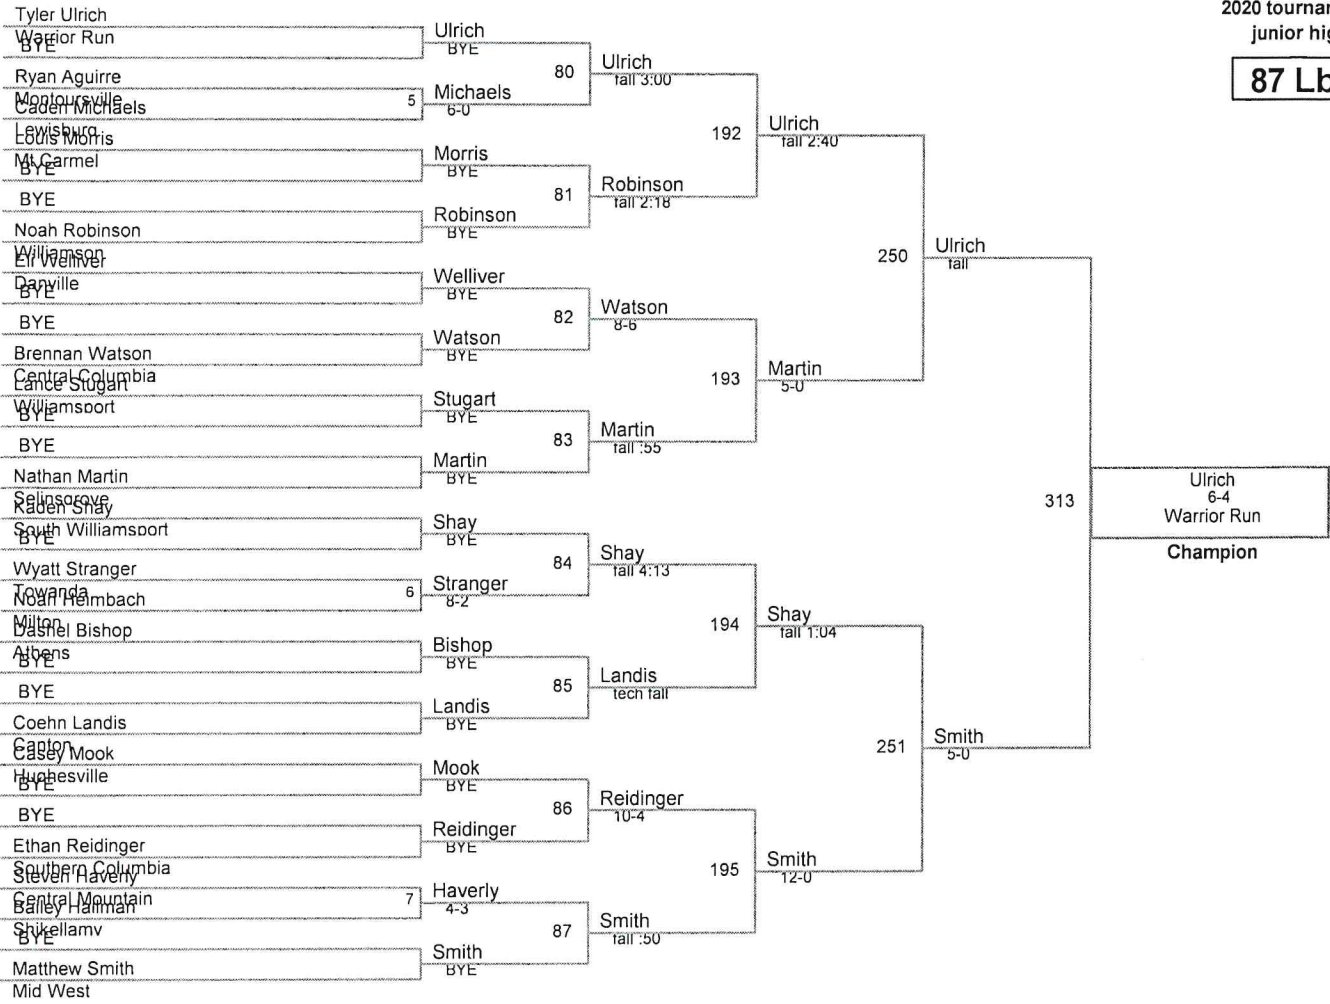 2020 tournar
junior hig
87 Lb
Tyler Ulrich
Warrior Run
BYE
Ryan Aguirre
Montoursville
Caden Michaels
Lewisburg
Louis Morris
Mt Carmel
BYE
BYE
Noah Robinson
Williamson
Eli Welliver
Danville
BYE
BYE
Brennan Watson
Central Columbia
Lance Stugart
Williamsport
BYE
BYE
Nathan Martin
Selinsgrove
Kaden Shay
South Williamsport
BYE
Wyatt Stranger
Towanda
Noah Heimbach
Milton
Dashel Bishop
Athens
BYE
BYE
Coehn Landis
Canton
Casey Mook
Hughesville
BYE
BYE
Ethan Reidinger
Southern Columbia
Steven Haverly
Central Mountain
Bailey Hallman
Shikellamy
BYE
Matthew Smith
Mid West
5
6
7
Ulrich
BYE
Michaels
6-0
Morris
BYE
Robinson
BYE
Welliver
BYE
Watson
BYE
Stugart
BYE
Martin
BYE
Shay
BYE
Stranger
8-2
Bishop
BYE
Landis
BYE
Mook
BYE
Reidinger
BYE
Haverly
4-3
Smith
BYE
80
81
82
83
84
85
86
87
Ulrich
fall 3:00
Robinson
fall 2:18
Watson
8-6
Martin
fall :55
Shay
fall 4:13
Landis
tech fall
Reidinger
10-4
Smith
fall :50
192
193
194
195
Ulrich
fall 2:40
Martin
5-0
Shay
fall 1:04
Smith
12-0
250
251
Ulrich
fall
Smith
5-0
313
Ulrich
6-4
Warrior Run
Champion